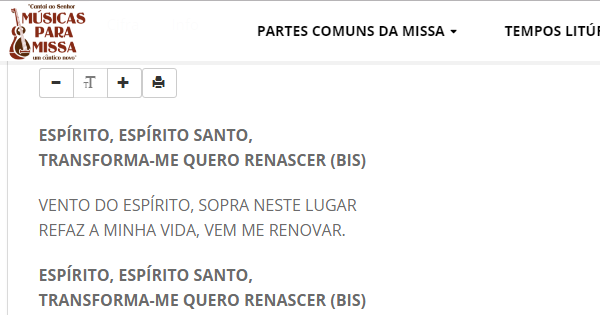 "Cantai ao Senhor
MÚSICAS
PARA
MISSA
um cântico novo"
PARTES COMUNS DA MISSA
TEMPOS LITÚ
T
ESPÍRITO, ESPÍRITO SANTO,
TRANSFORMA-ME QUERO RENASCER (BIS)
VENTO DO ESPÍRITO, SOPRA NESTE LUGAR
REFAZ A MINHA VIDA, VEM ME RENOVAR.
ESPÍRITO, ESPÍRITO SANTO,
TRANSFORMA-ME QUERO RENASCER (BIS)